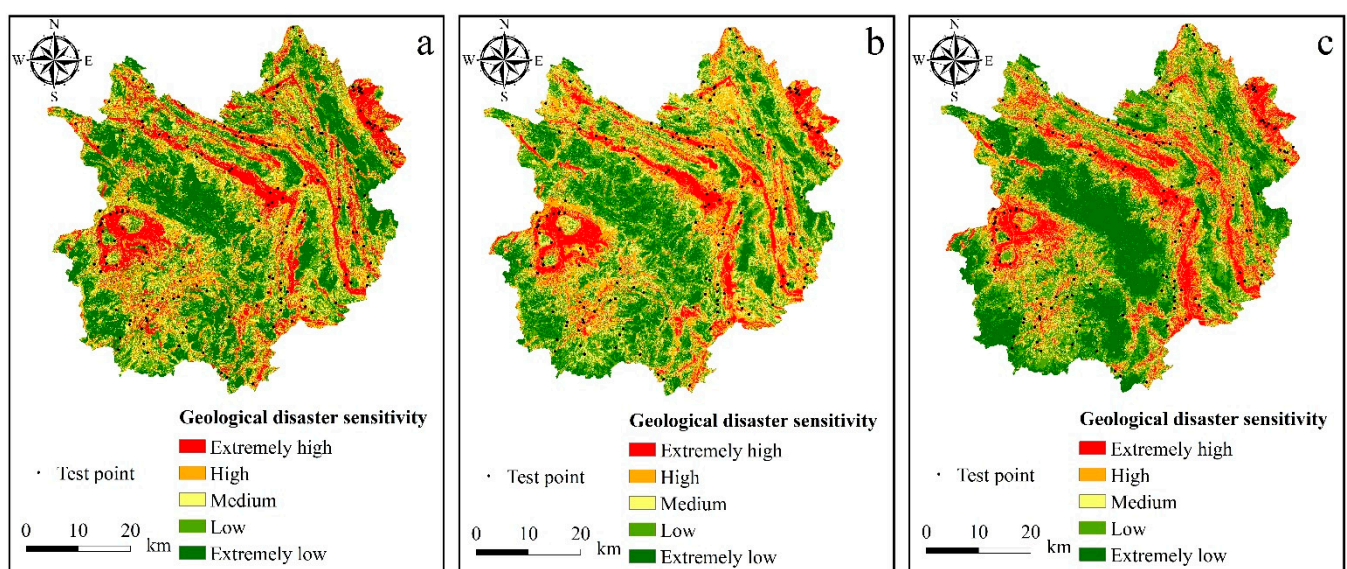 N
W E
S
a
Geological disaster sensitivity
Extremely high
High
Test point
Medium
Low
Extremely low
0 10 20
km
N
W E
S
b
Geological disaster sensitivity
Extremely high
High
Test point
Medium
Low
Extremely low
0 10 20
km
N
W E
S
c
Geological disaster sensitivity
Extremely high
High
Test point
Medium
Low
Extremely low
0 10 20
km